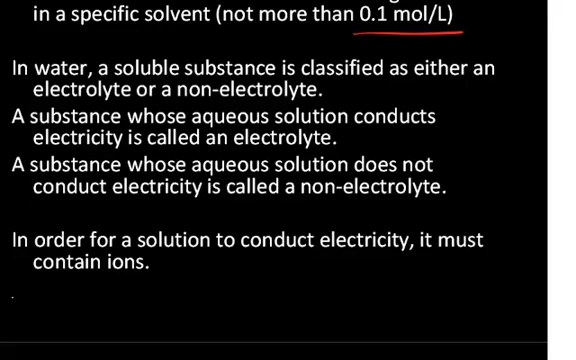 in a specific solvent (not more than 0.1 mol/L)
In water, a soluble substance is classified as either an
electrolyte or a non-electrolyte.
A substance whose aqueous solution conducts
electricity is called an electrolyte.
A substance whose aqueous solution does not
conduct electricity is called a non-electrolyte.
In order for a solution to conduct electricity, it must
contain ions.